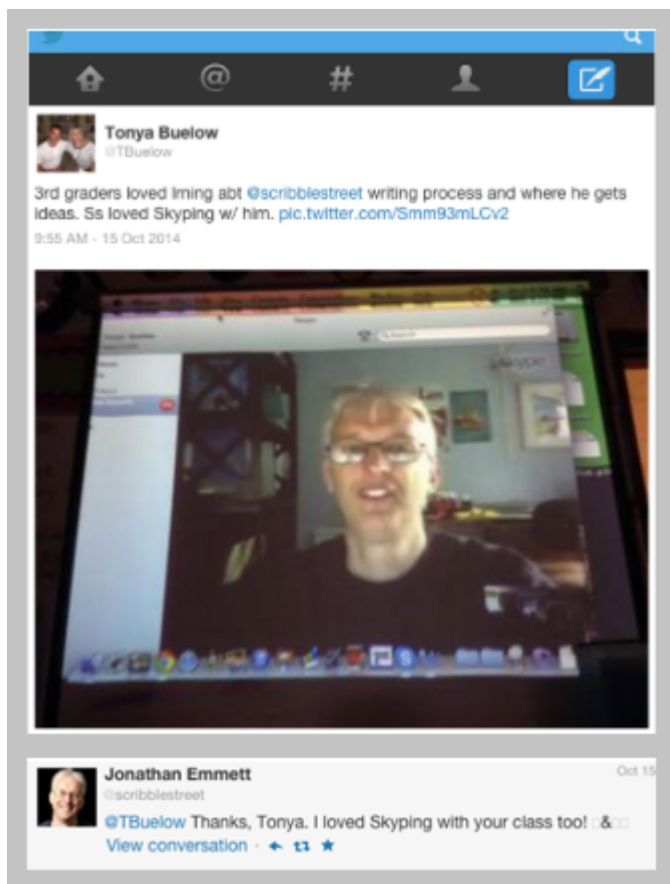 @
#
Tonya Buelow
@TBuelow
3rd graders loved lrning abt @scribblestreet writing process and where he gets
ideas. Ss loved Skyping w/ him. pic.twitter.com/Smm93mLCv2
9:55 AM - 15 Oct 2014
Search
skype
Jonathan Emmett
Oct 15
@scribblestreet
@TBuelow Thanks, Tonya. I loved Skyping with your class too! &
View conversation